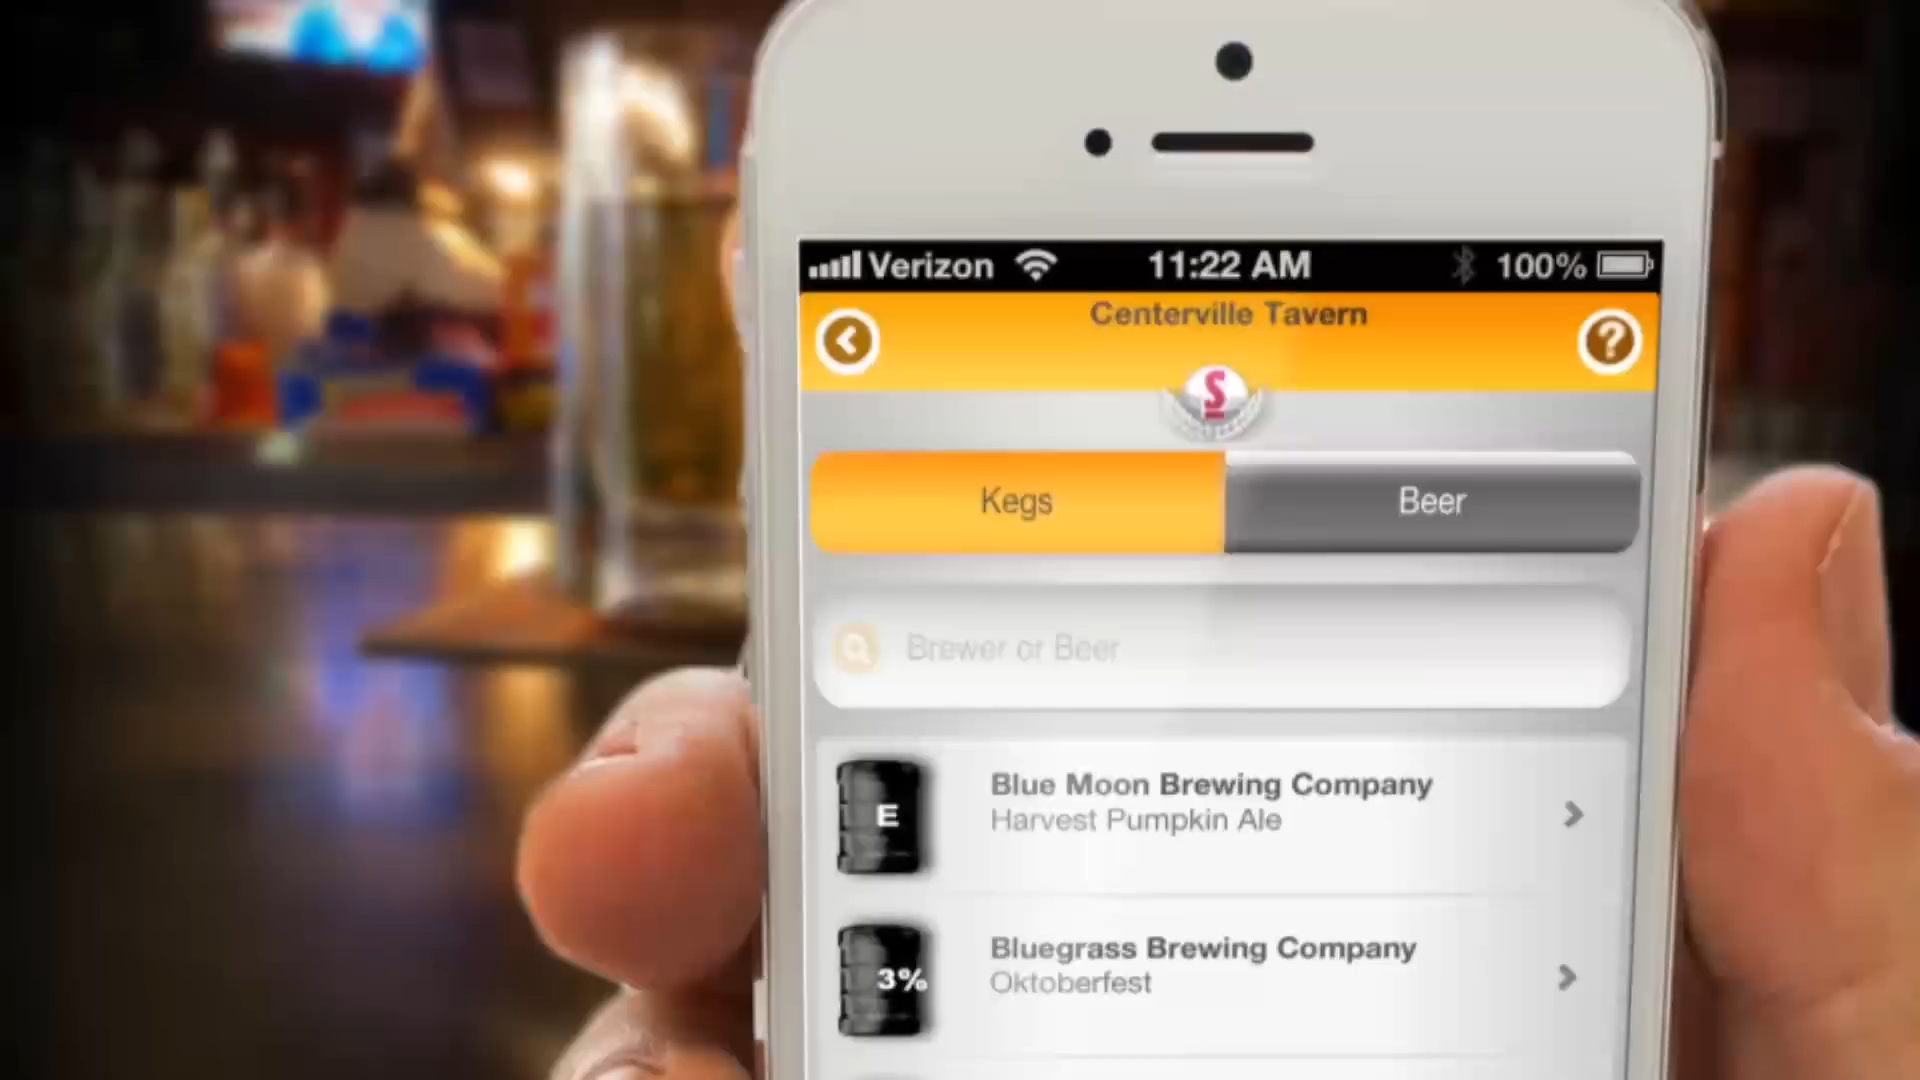 Verizon 11:22 AM 100%
Centerville Tavern
S
Kegs Beer
Brewer or Beer
E Blue Moon Brewing Company
Harvest Pumpkin Ale
3% Bluegrass Brewing Company
Oktoberfest